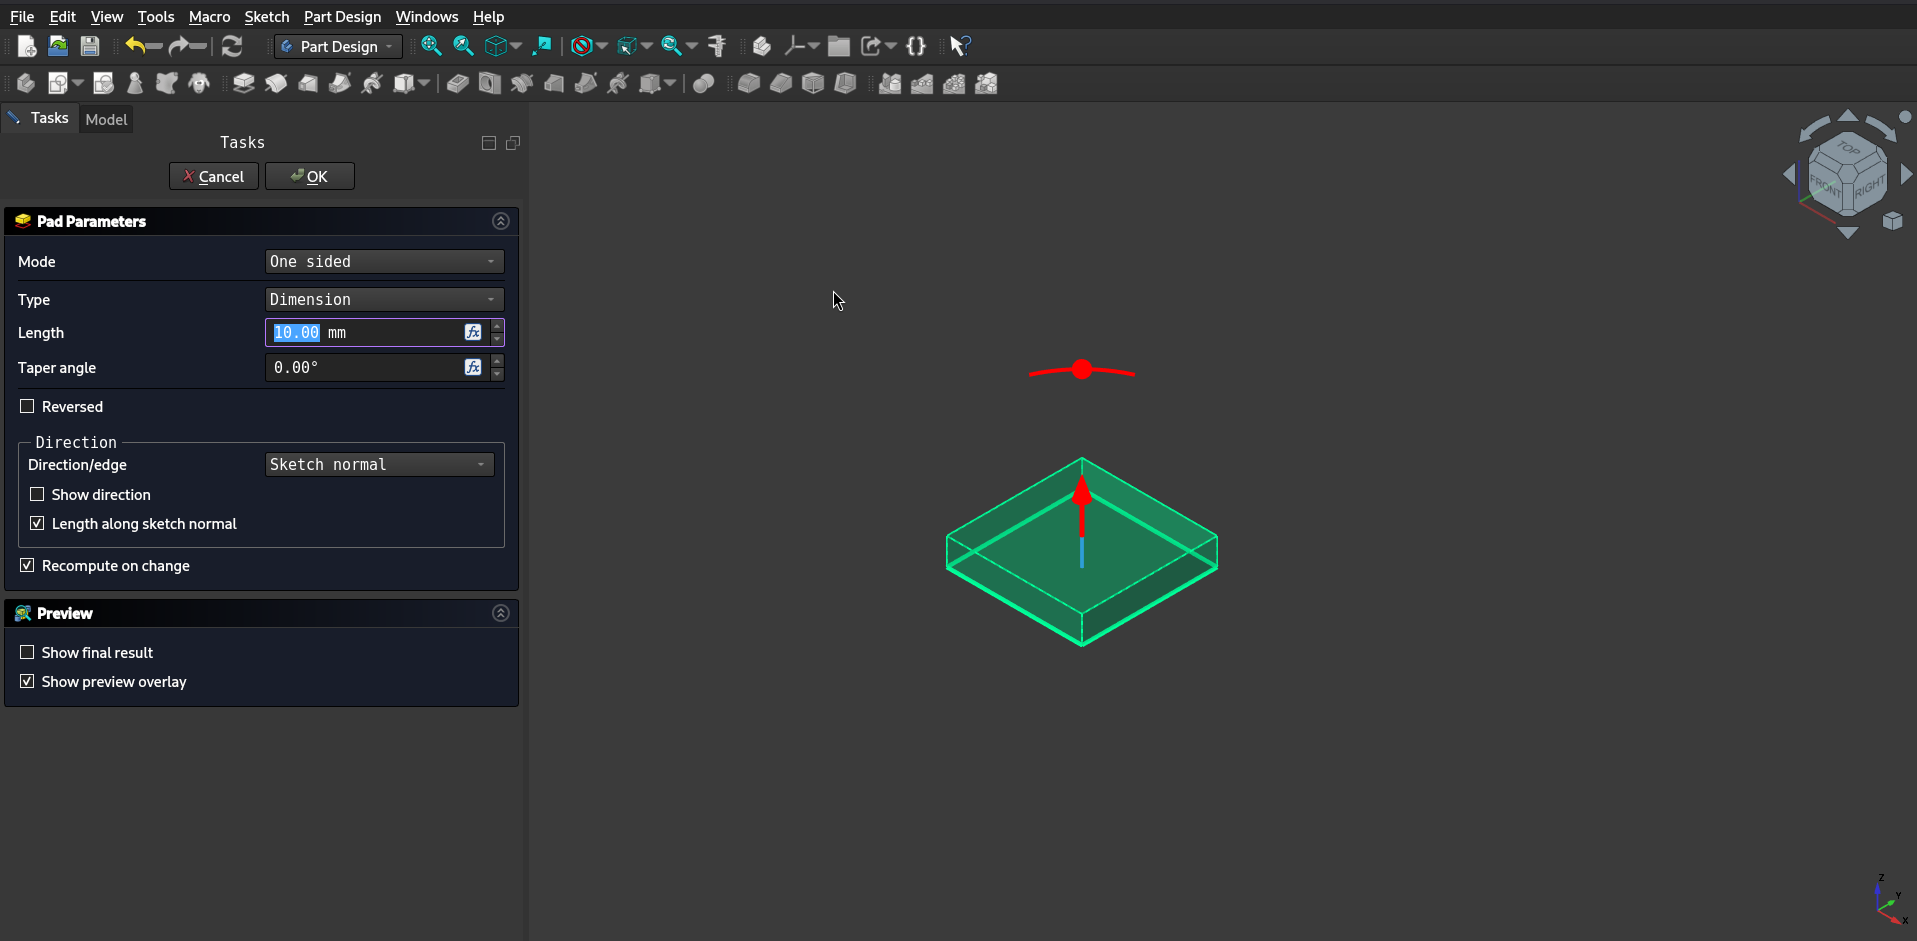 File Edit View Tools Macro Sketch Part Design Windows Help
Part Design
Tasks Model
Tasks
Cancel OK
Pad Parameters
Mode One sided
Type Dimension
Length 10.00 mm fx
Taper angle 0.00° fx
Reversed
Direction
Direction/edge Sketch normal
Show direction
Length along sketch normal
Recompute on change
Preview
Show final result
Show preview overlay
TOP
FRONT RIGHT
Z
Y
X